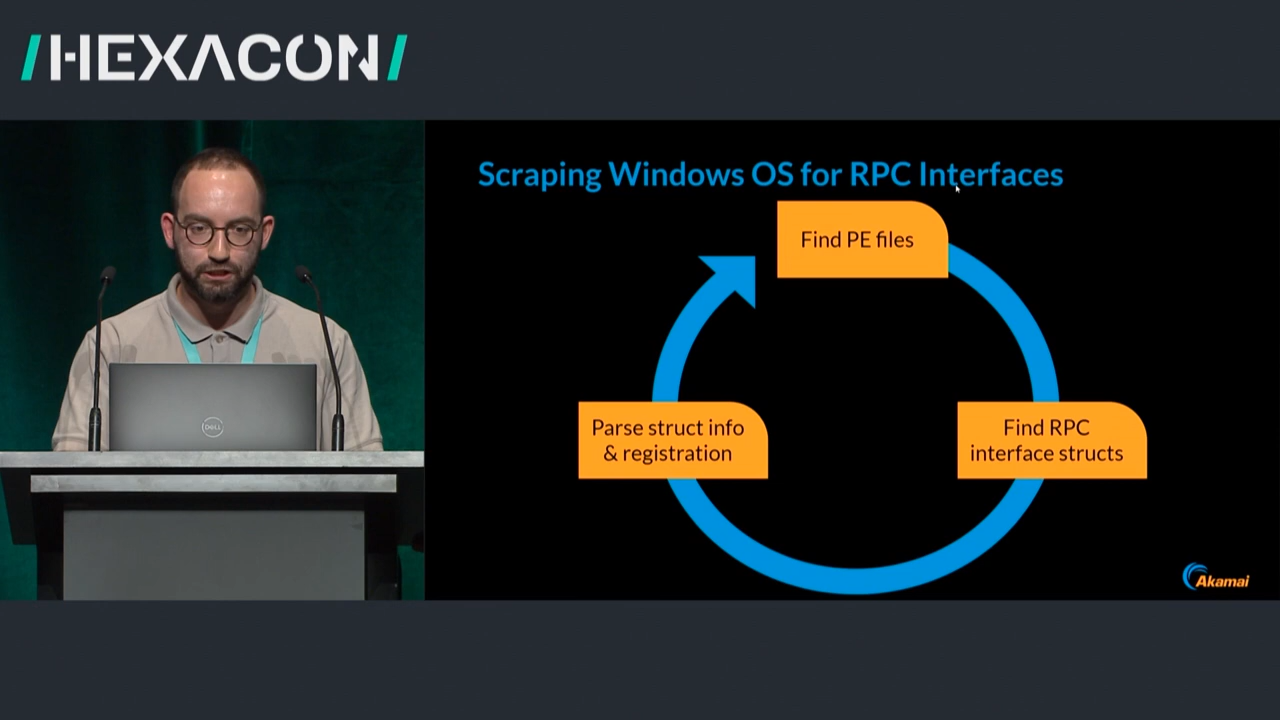 /HEXACON/
Scraping Windows OS for RPC Interfaces
Find PE files
Parse struct info
& registration
Find RPC
interface structs
DELL
Akamai